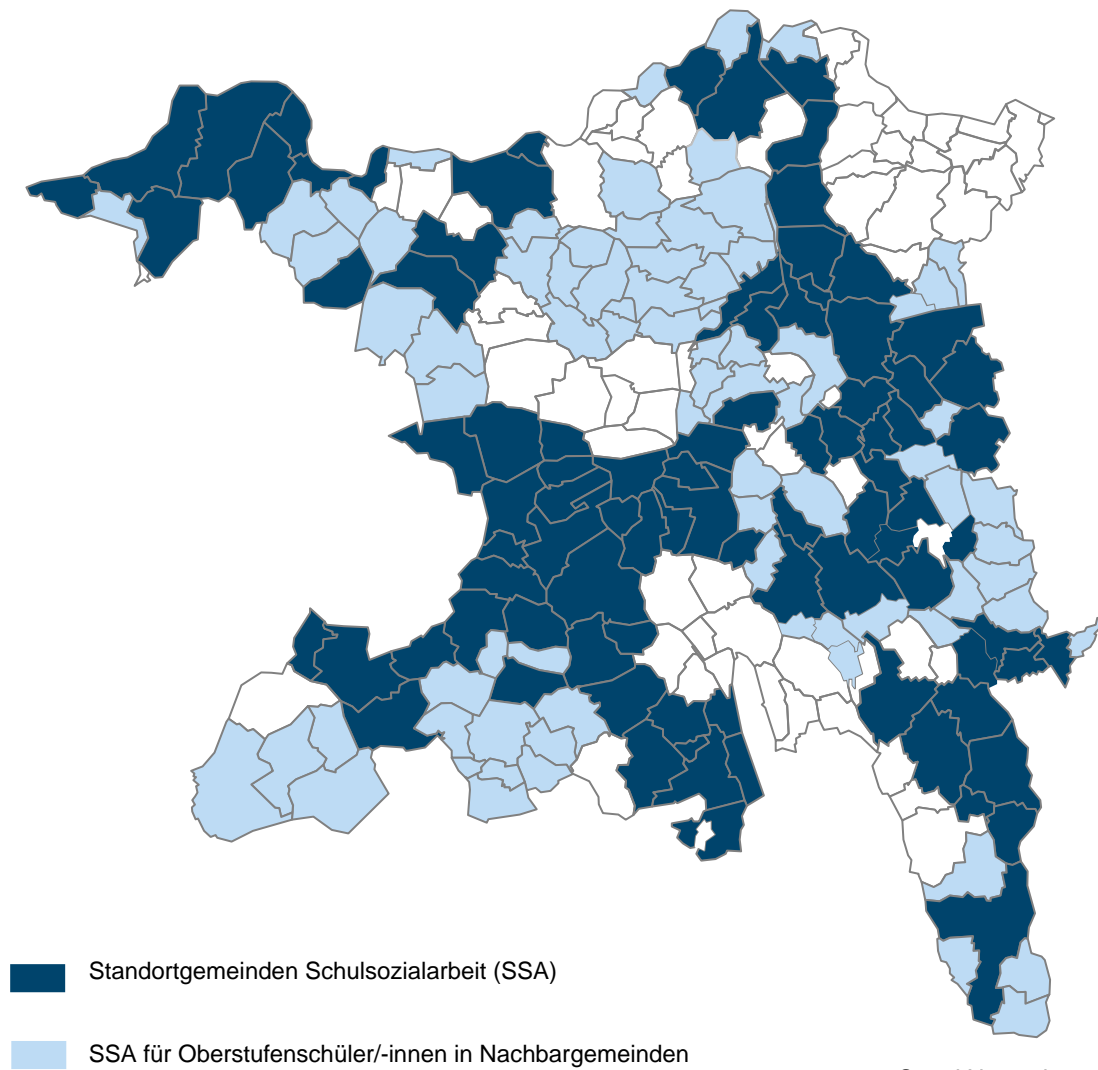 Standortgemeinden Schulsozialarbeit (SSA)
SSA für Oberstufenschüler/-innen in Nachbargemeinden